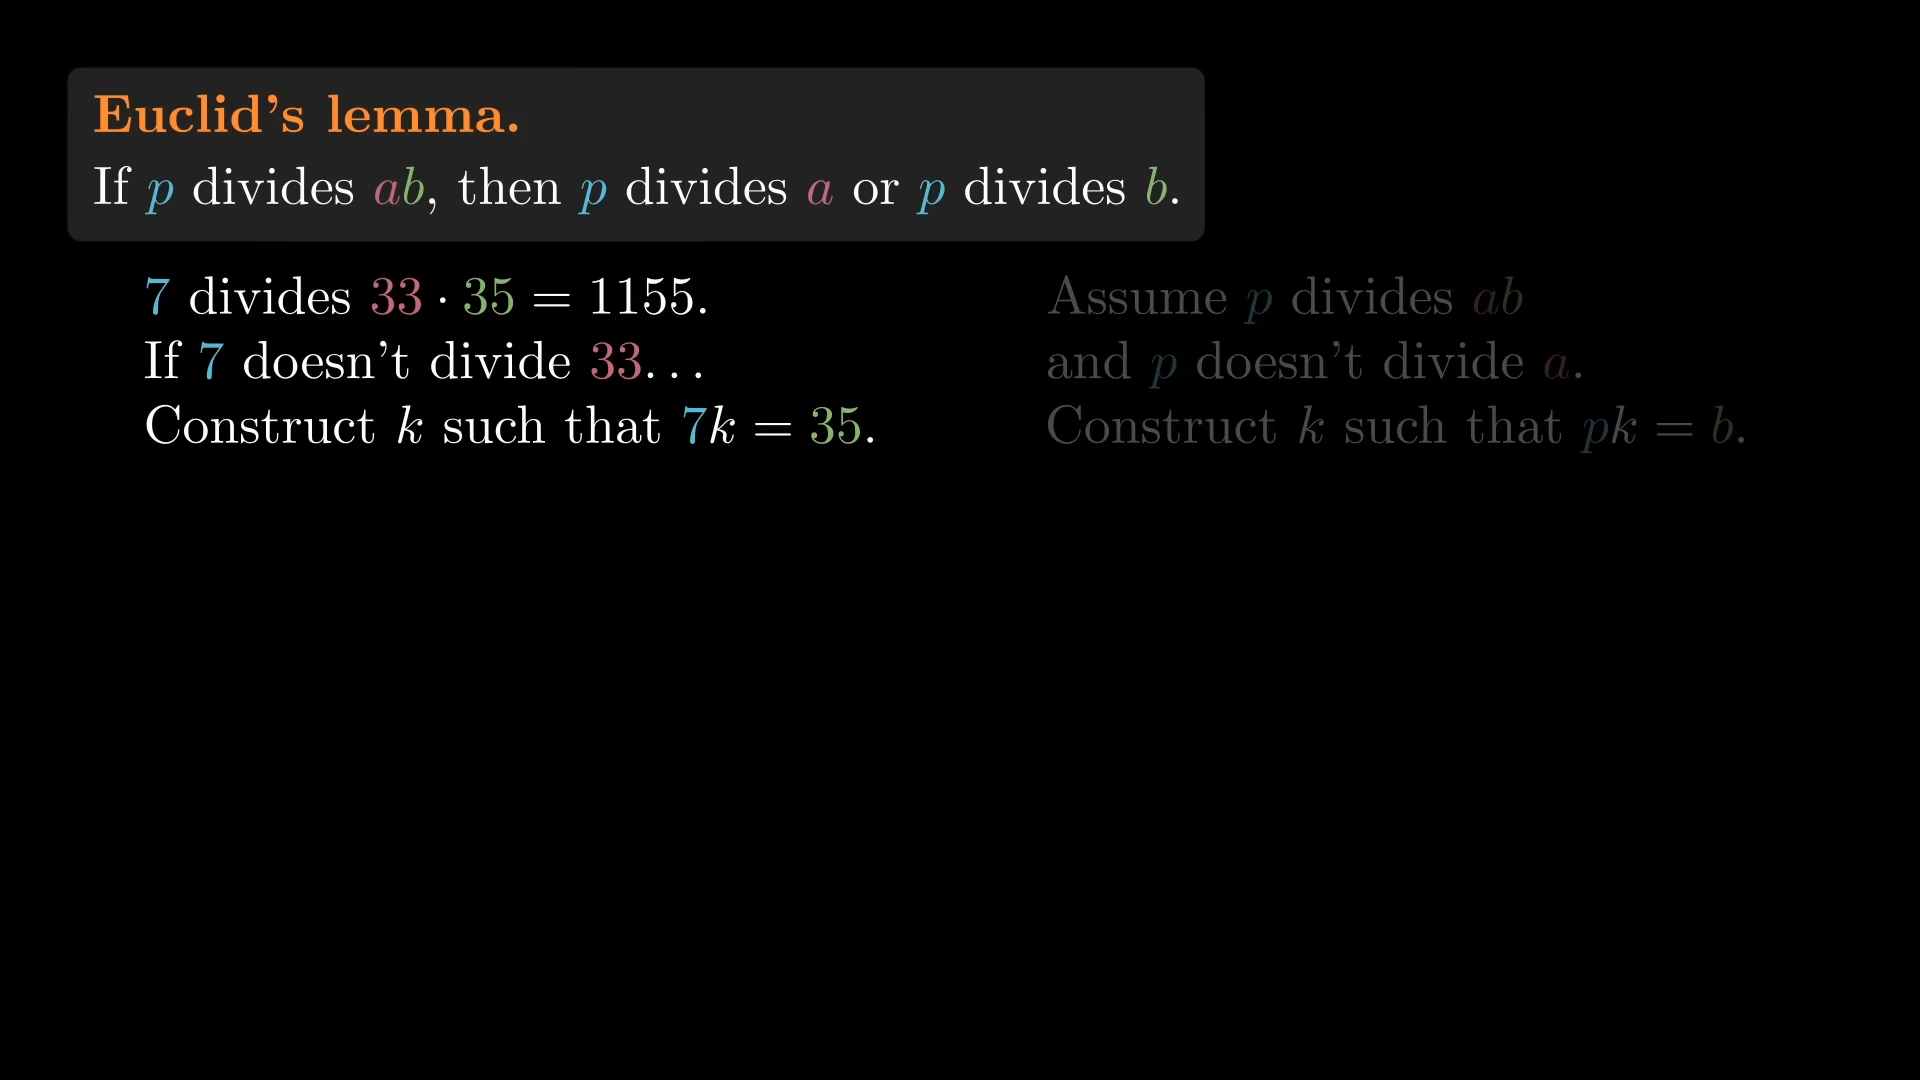 Euclid's lemma.
If p divides ab, then p divides a or p divides b.
7 divides 33 · 35 = 1155.
If 7 doesn't divide 33...
Construct k such that 7k = 35.
Assume p divides ab
and p doesn't divide a.
Construct k such that pk = b.